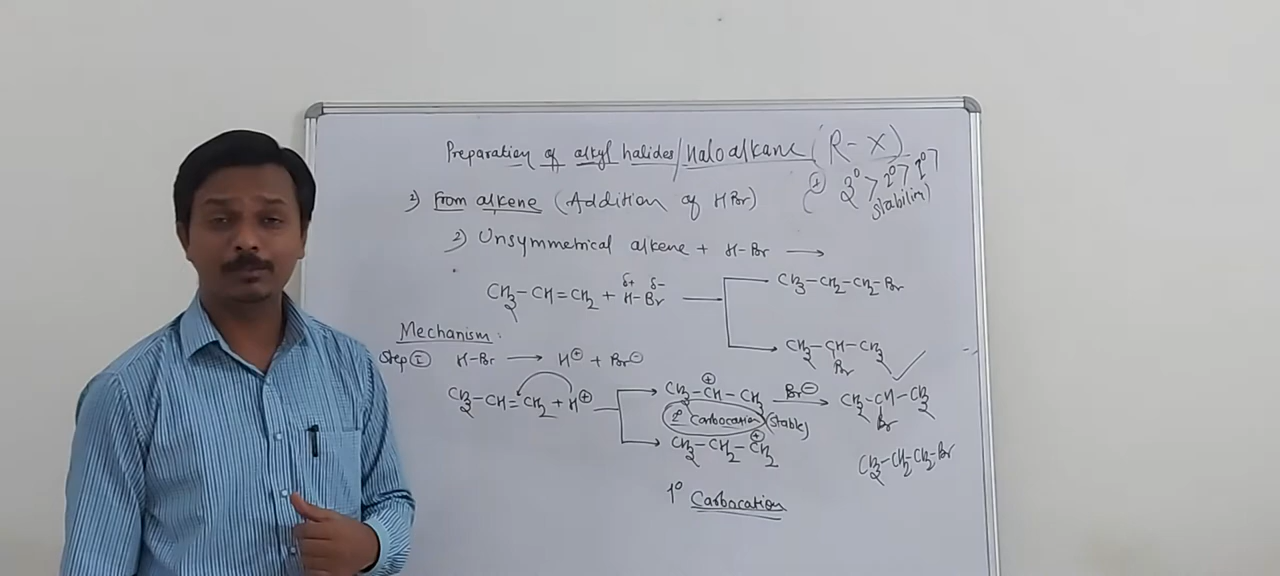 Preparation of alkyl halides/Haloalkane (R-X)
① 3° > 2° > 1°
stability
1) From alkene (Addition of HBr)
2) Unsymmetrical alkene + H-Br →
CH3-CH2-CH2-Br
δ+ δ-
CH3-CH=CH2 + H-Br →
CH3-CH-CH3
Br
Mechanism:
Step ① H-Br → H⊕ + Br⊖
CH3-CH=CH2 + H⊕ →
CH3-CH-CH3 Br⊖ → CH3-CH-CH3
⊕
Br
2° Carbocation (Stable)
CH3-CH2-CH2
⊕
CH3-CH2-CH2-Br
1° Carbocation